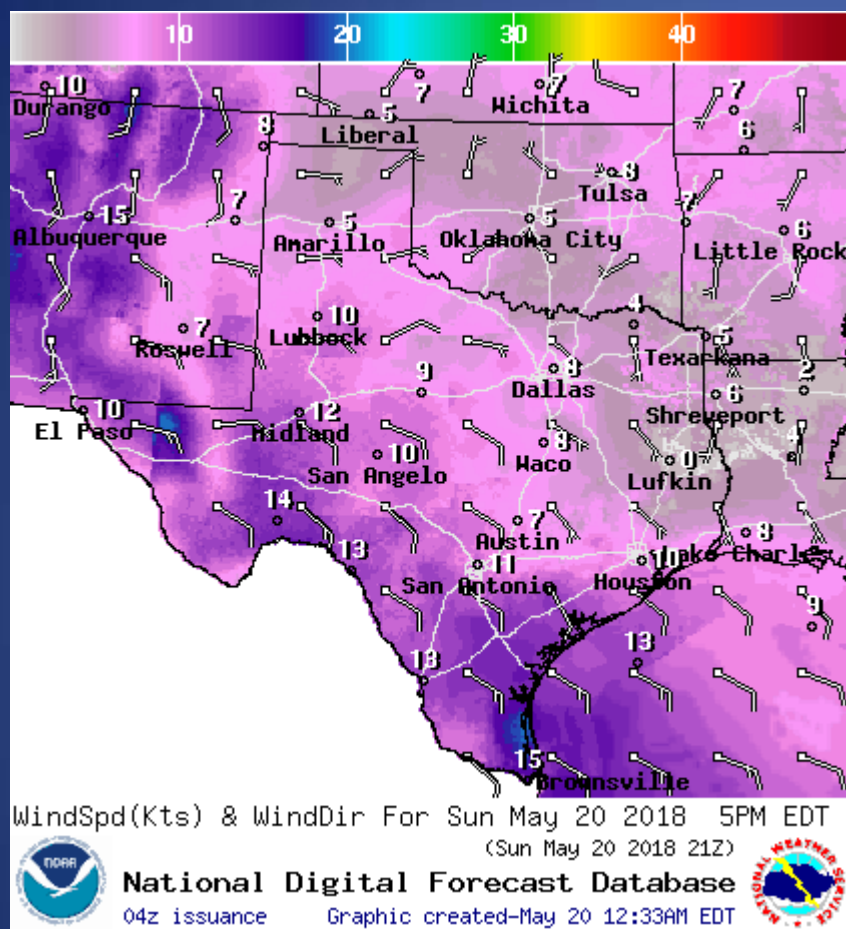 10 20 30 40
10 7 7 7
Durango Wichita
5
8 Liberal 6
8
Tulsa
15 7 5 5 7 6
Albuquerque Amarillo Oklahoma City Little Rock
7 10 4
Roswell Lubbock 5
Texarkana
9 8 2
Dallas 6
10 12 Shreveport
El Paso Midland 8 4
10 Waco 0
San Angelo Lufkin
14 7 8
Austin
13 11 10 Lake Charles
San Antonio Houston
9
13
13
15
Brownsville
WindSpd(Kts) & WindDir For Sun May 20 2018 5PM EDT
(Sun May 20 2018 21Z)
NOAA
National Digital Forecast Database
04z issuance Graphic created-May 20 12:33AM EDT
NATIONAL WEATHER SERVICE